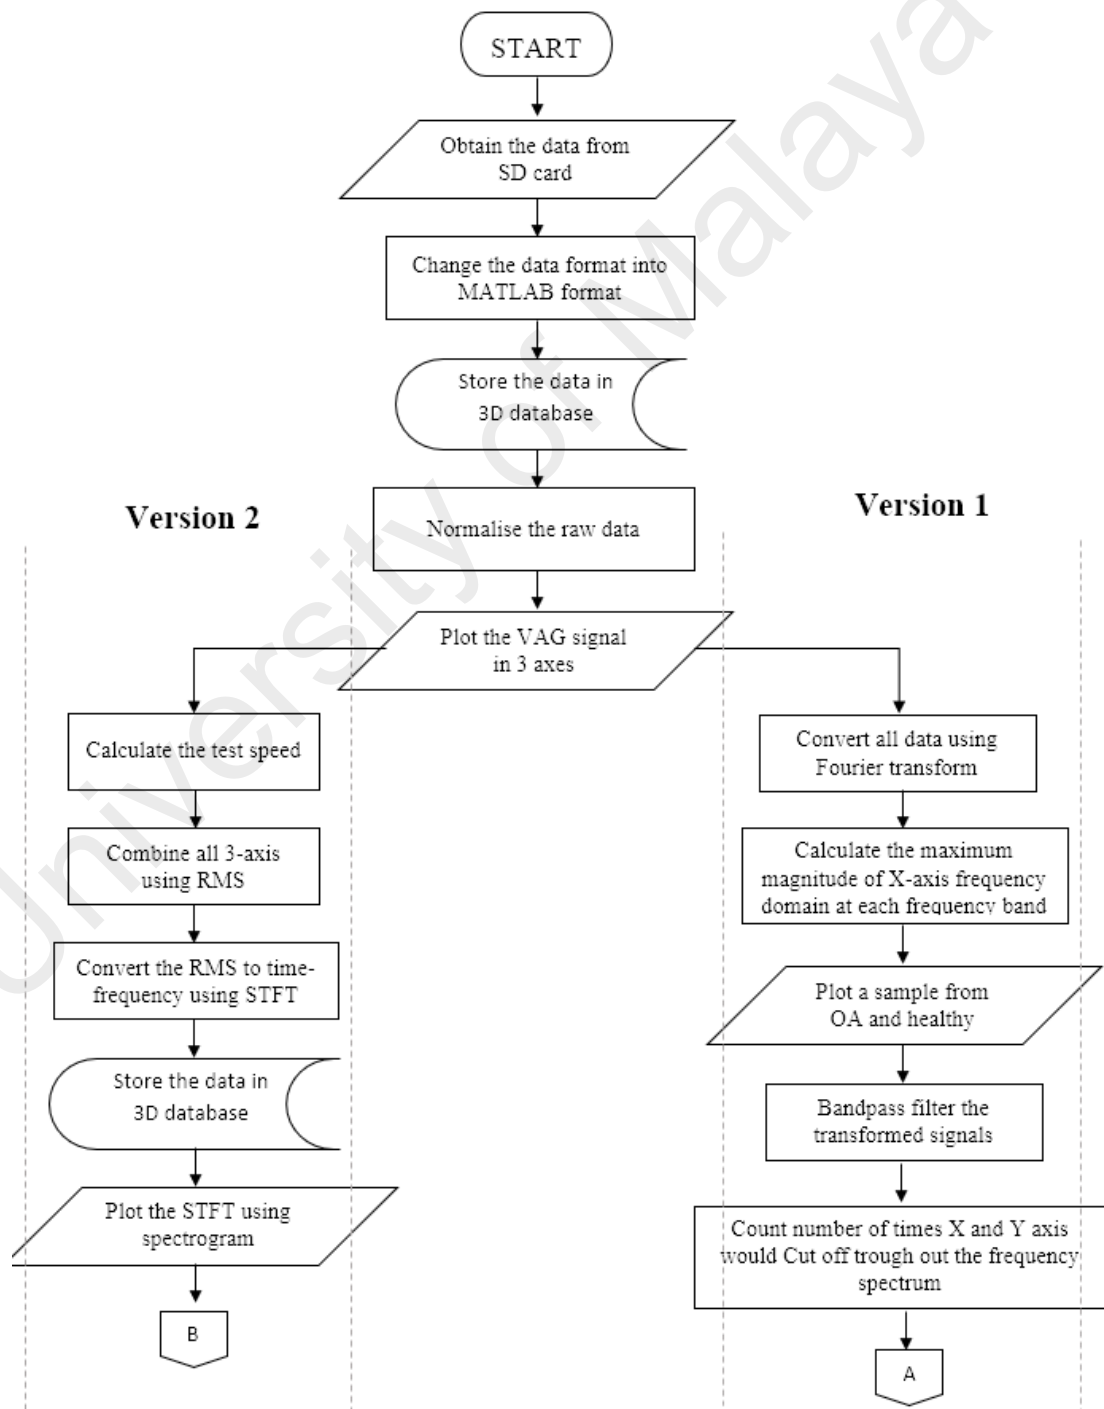 START
Obtain the data from
SD card
Change the data format into
MATLAB format
Store the data in
3D database
Normalise the raw data
Plot the VAG signal
in 3 axes
Version 2
Calculate the test speed
Combine all 3-axis
using RMS
Convert the RMS to time-
frequency using STFT
Store the data in
3D database
Plot the STFT using
spectrogram
B
Version 1
Convert all data using
Fourier transform
Calculate the maximum
magnitude of X-axis frequency
domain at each frequency band
Plot a sample from
OA and healthy
Bandpass filter the
transformed signals
Count number of times X and Y axis
would Cut off trough out the frequency
spectrum
A
University of Malaya